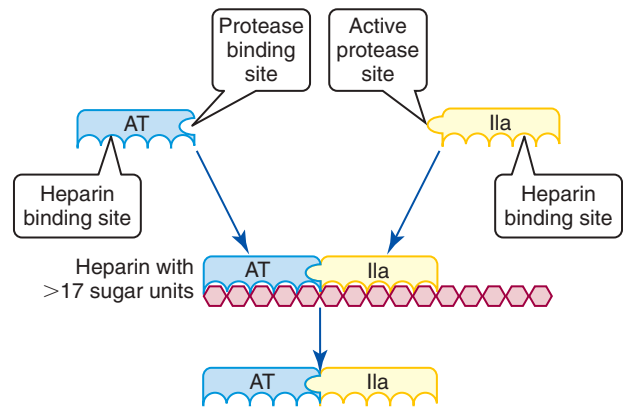 Protease
binding
site
Active
protease
site
AT
IIa
Heparin
binding site
Heparin
binding site
Heparin with
>17 sugar units
AT
IIa
AT
IIa